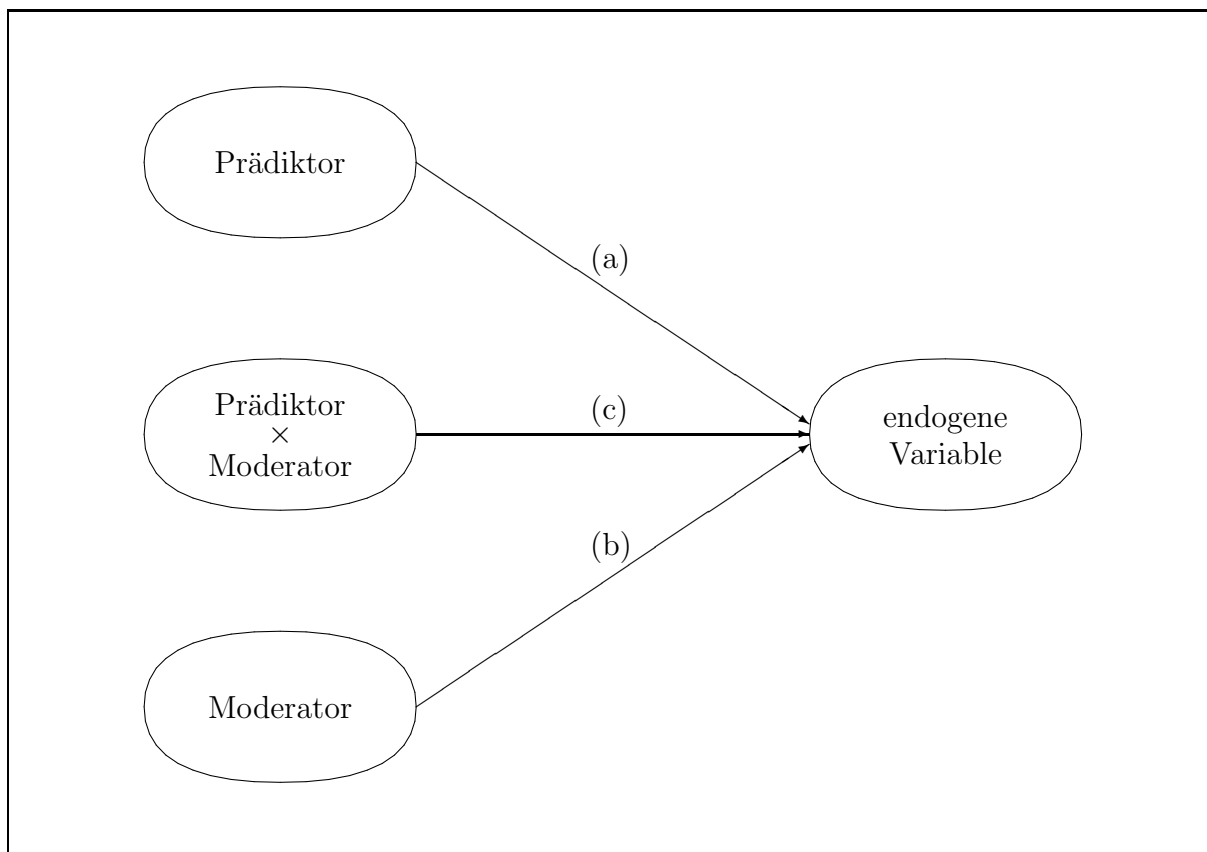 Prädiktor
(a)
Prädiktor
×
Moderator
(c)
endogene
Variable
(b)
Moderator